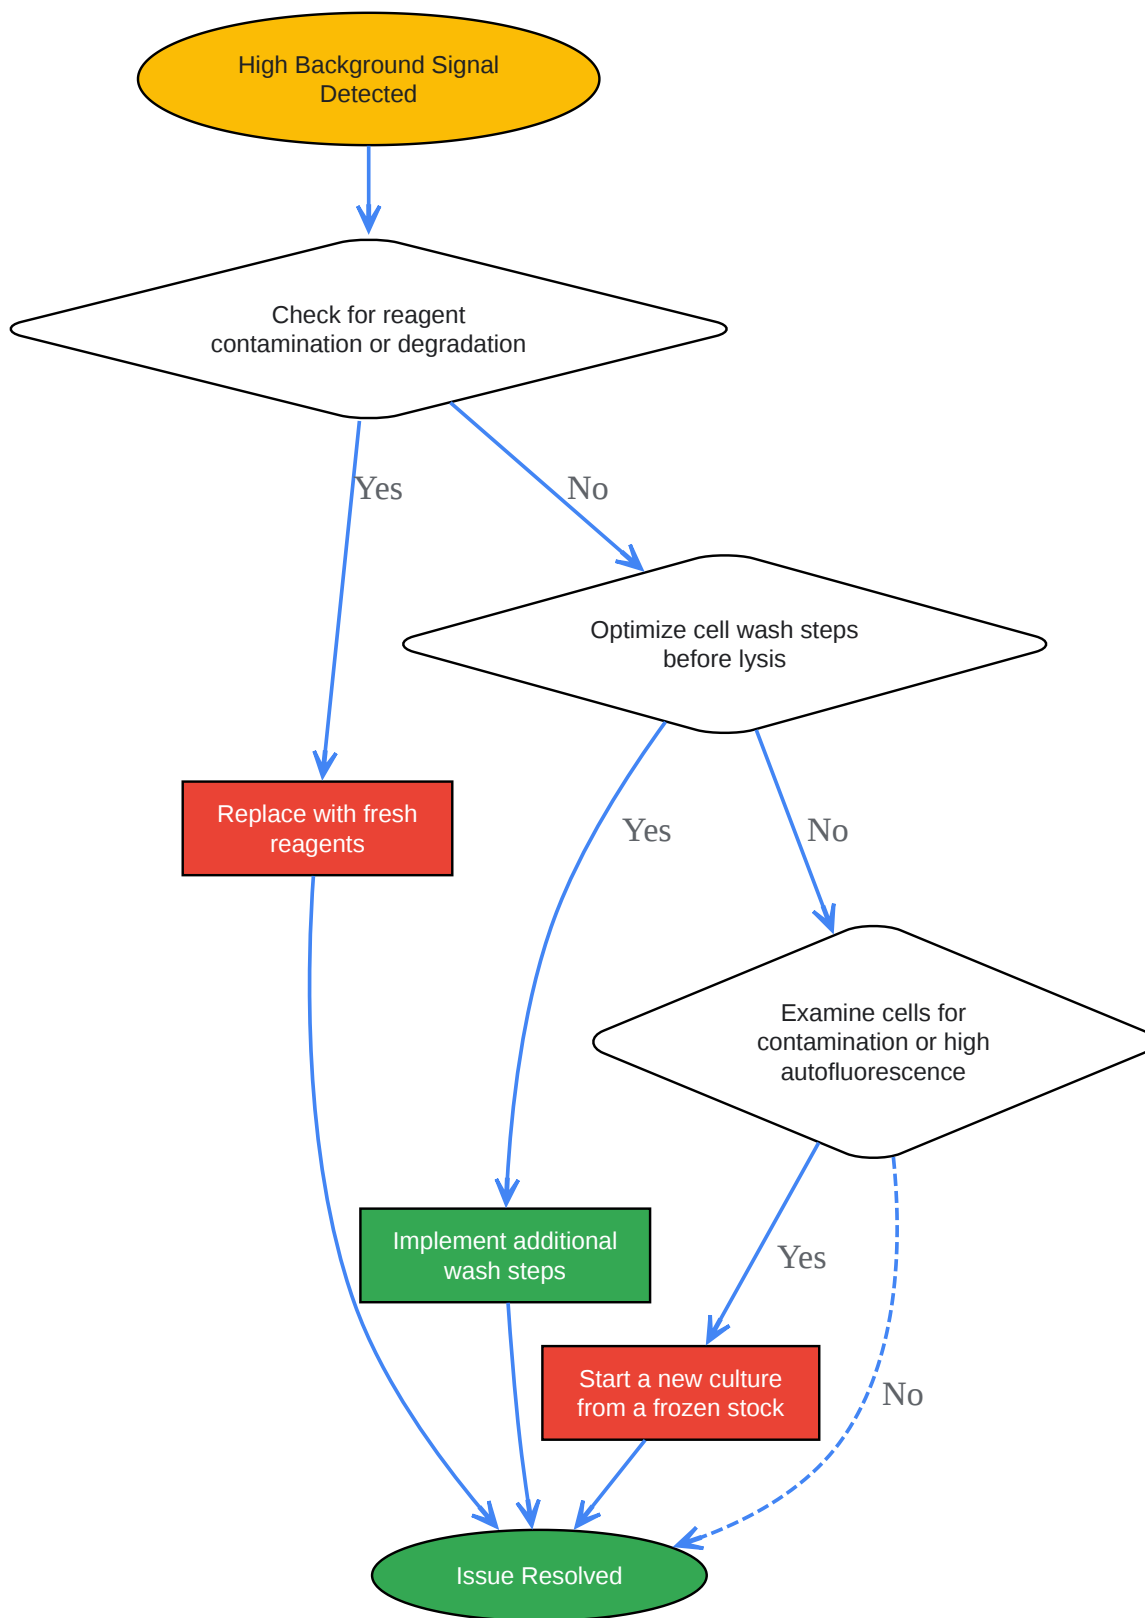 High Background Signal
Detected
Check for reagent
contamination or degradation
Yes
No
Optimize cell wash steps
before lysis
Replace with fresh
reagents
Yes
No
Examine cells for
contamination or high
autofluorescence
Implement additional
wash steps
Yes
Start a new culture
from a frozen stock
No
Issue Resolved